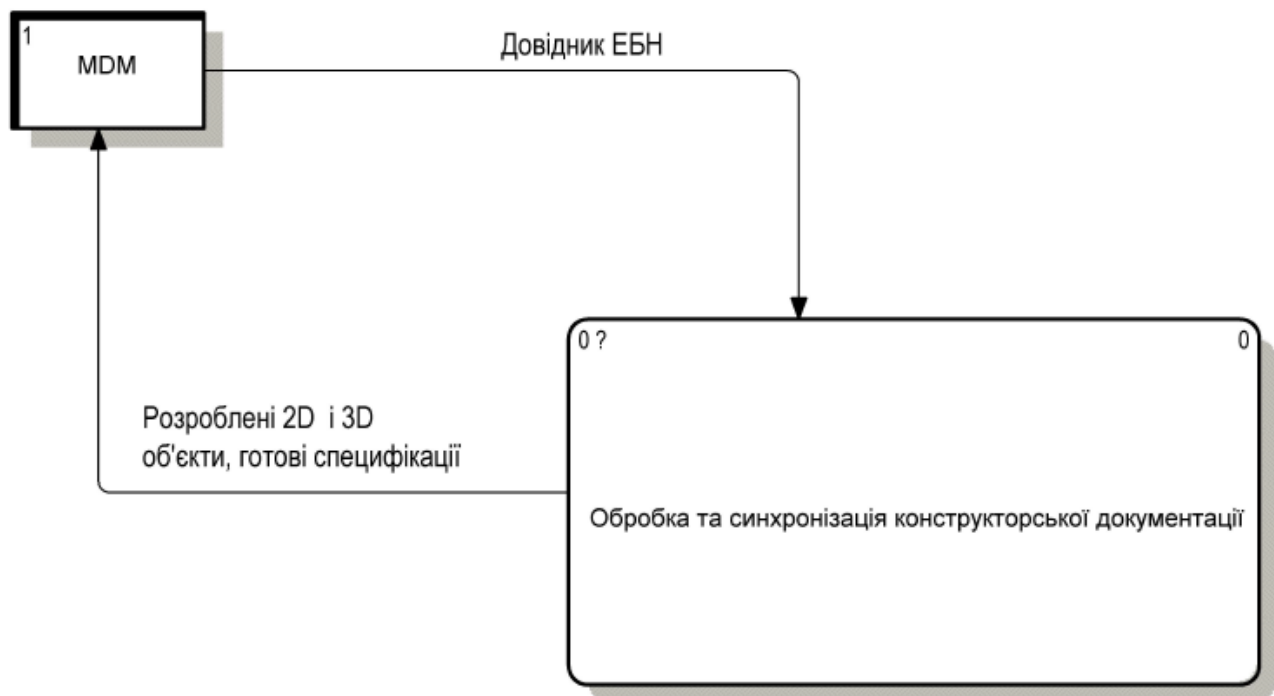 1
MDM
Довідник ЕБН
0 ?
0
Розроблені 2D і 3D
об'єкти, готові специфікації
Обробка та синхронізація конструкторської документації